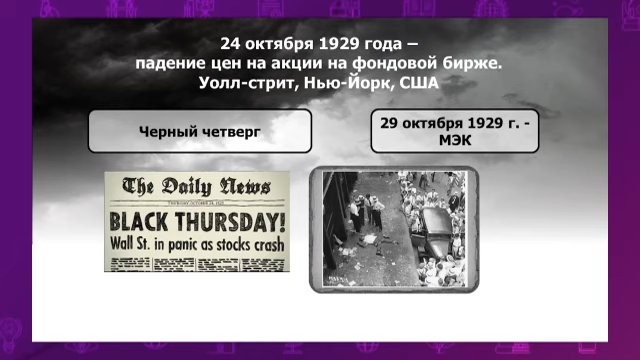 24 октября 1929 года –
падение цен на акции на фондовой бирже.
Уолл-стрит, Нью-Йорк, США
Черный четверг
29 октября 1929 г. -
МЭК
The Daily News
BLACK THURSDAY!
Wall St. in panic as stocks crash